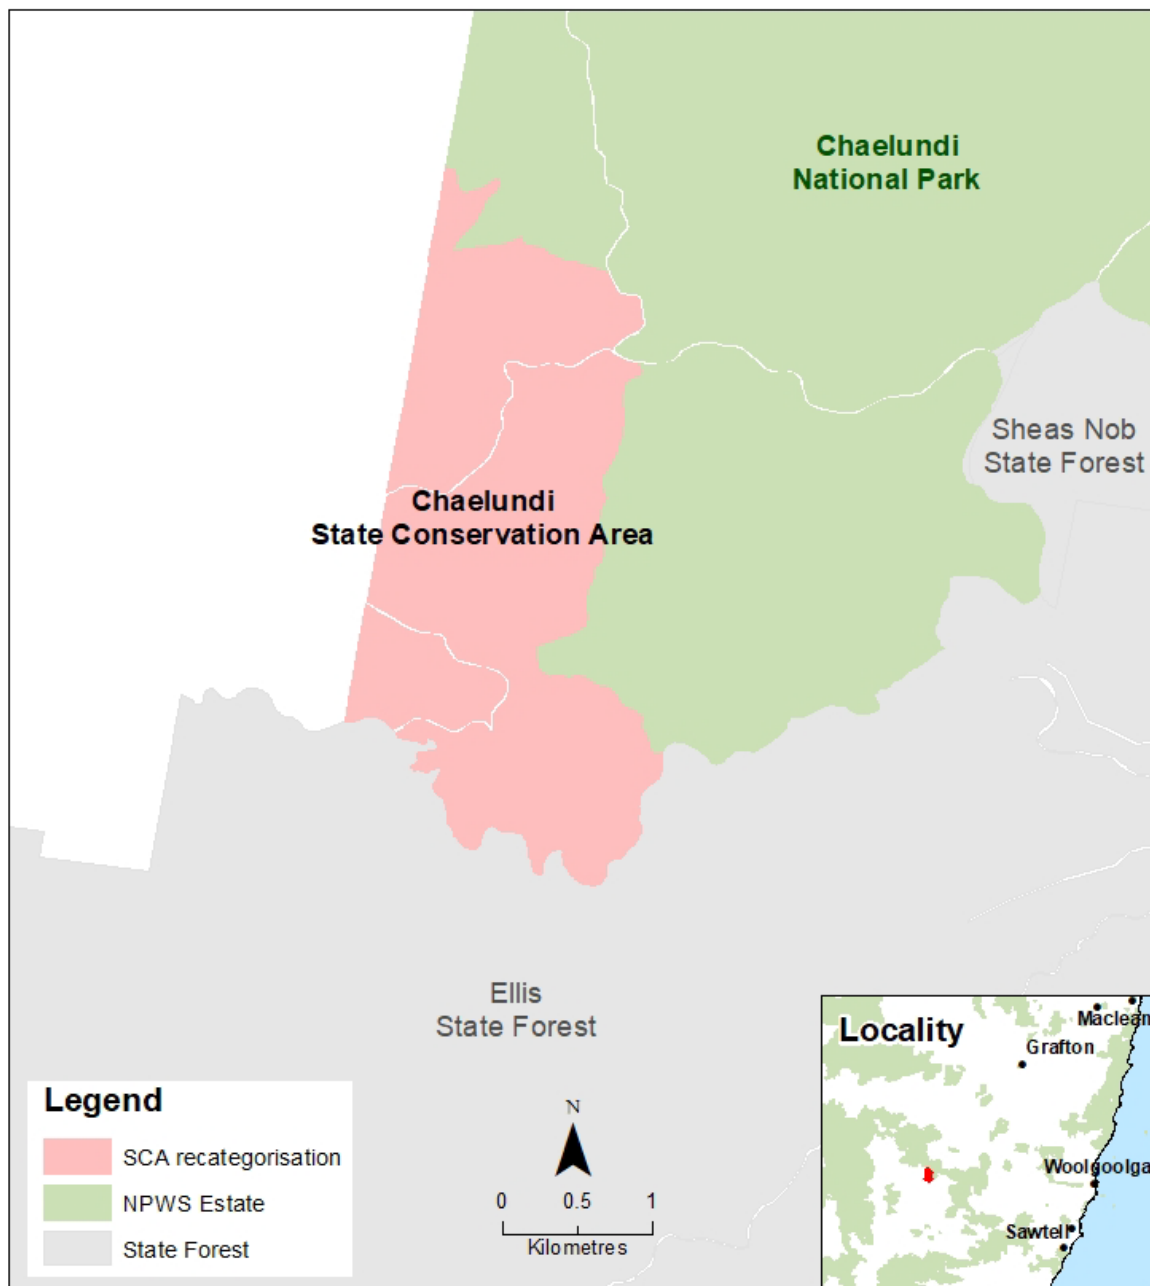 Chaelundi
National Park
Sheas Nob
State Forest
Chaelundi
State Conservation Area
Ellis
State Forest
Legend
SCA recategorisation
NPWS Estate
State Forest
N
0 0.5 1
Kilometres
Locality
Maclean
Grafton
Woolgoolga
Sawtell